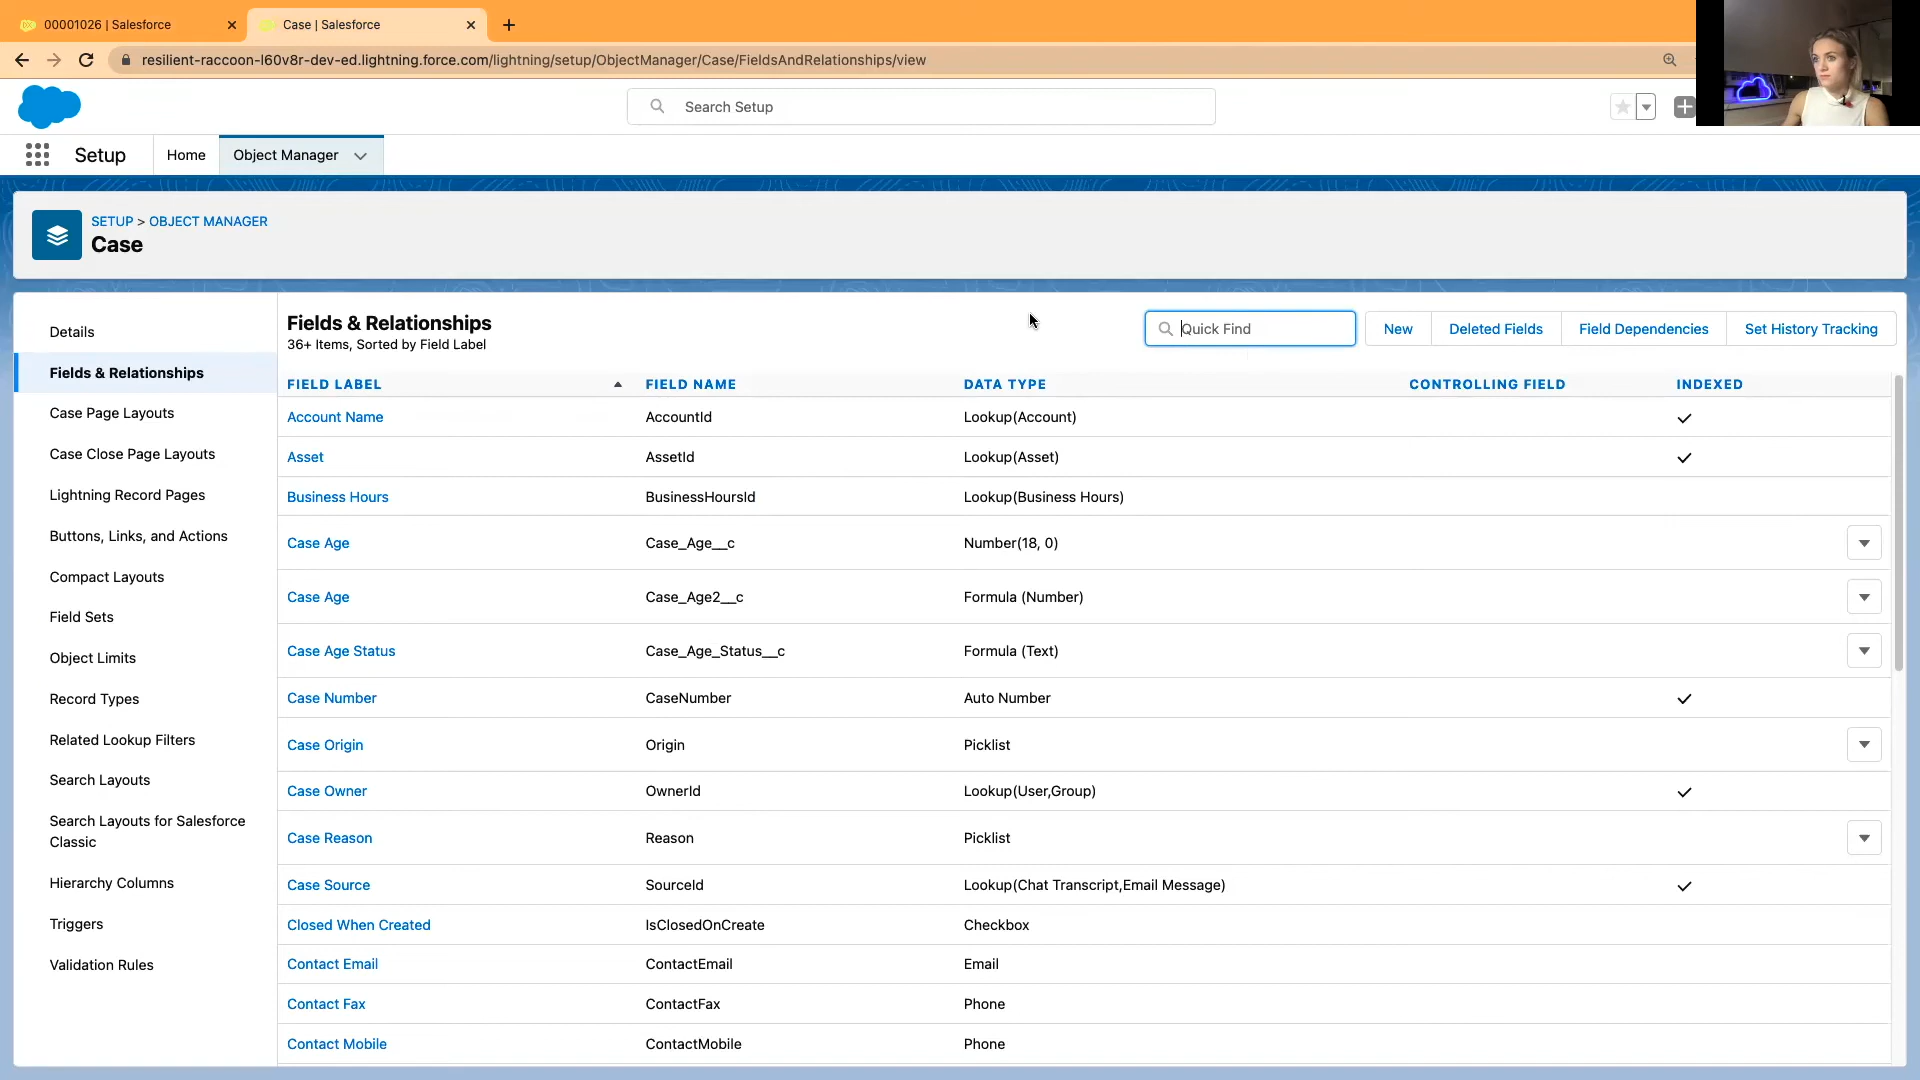 00001026 | Salesforce
Case | Salesforce
resilient-raccoon-l60v8r-dev-ed.lightning.force.com/lightning/setup/ObjectManager/Case/FieldsAndRelationships/view
Search Setup
Setup
Home
Object Manager
SETUP > OBJECT MANAGER
Case
Details
Fields & Relationships
Case Page Layouts
Case Close Page Layouts
Lightning Record Pages
Buttons, Links, and Actions
Compact Layouts
Field Sets
Object Limits
Record Types
Related Lookup Filters
Search Layouts
Search Layouts for Salesforce
Classic
Hierarchy Columns
Triggers
Validation Rules
Fields & Relationships
36+ Items, Sorted by Field Label
Quick Find
New
Deleted Fields
Field Dependencies
Set History Tracking
FIELD LABEL FIELD NAME DATA TYPE CONTROLLING FIELD INDEXED
Account Name AccountId Lookup(Account)
Asset AssetId Lookup(Asset)
Business Hours BusinessHoursId Lookup(Business Hours)
Case Age Case_Age__c Number(18, 0)
Case Age Case_Age2__c Formula (Number)
Case Age Status Case_Age_Status__c Formula (Text)
Case Number CaseNumber Auto Number
Case Origin Origin Picklist
Case Owner OwnerId Lookup(User,Group)
Case Reason Reason Picklist
Case Source SourceId Lookup(Chat Transcript,Email Message)
Closed When Created IsClosedOnCreate Checkbox
Contact Email ContactEmail Email
Contact Fax ContactFax Phone
Contact Mobile ContactMobile Phone